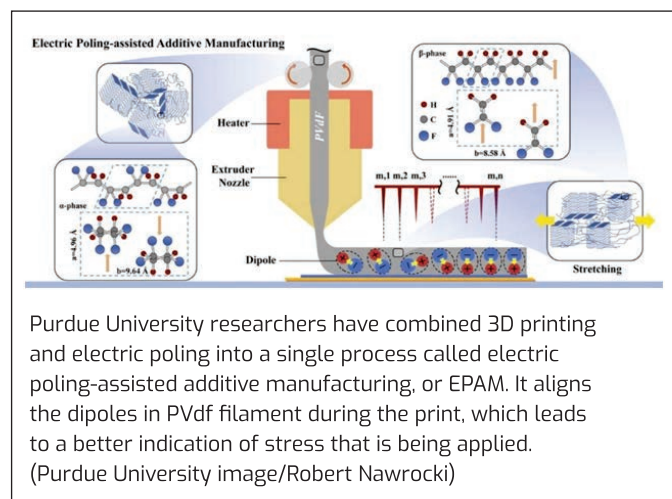 Electric Poling-assisted Additive Manufacturing
β-phase
H
C
F
a=4.91 Å
b=8.58 Å
PVdF
Heater
Extruder
Nozzle
α-phase
a=4.96 Å
b=9.64 Å
m,1 m,2 m,3 ...... m,n
Dipole
Stretching
Purdue University researchers have combined 3D printing
and electric poling into a single process called electric
poling-assisted additive manufacturing, or EPAM. It aligns
the dipoles in PVdf filament during the print, which leads
to a better indication of stress that is being applied.
(Purdue University image/Robert Nawrocki)